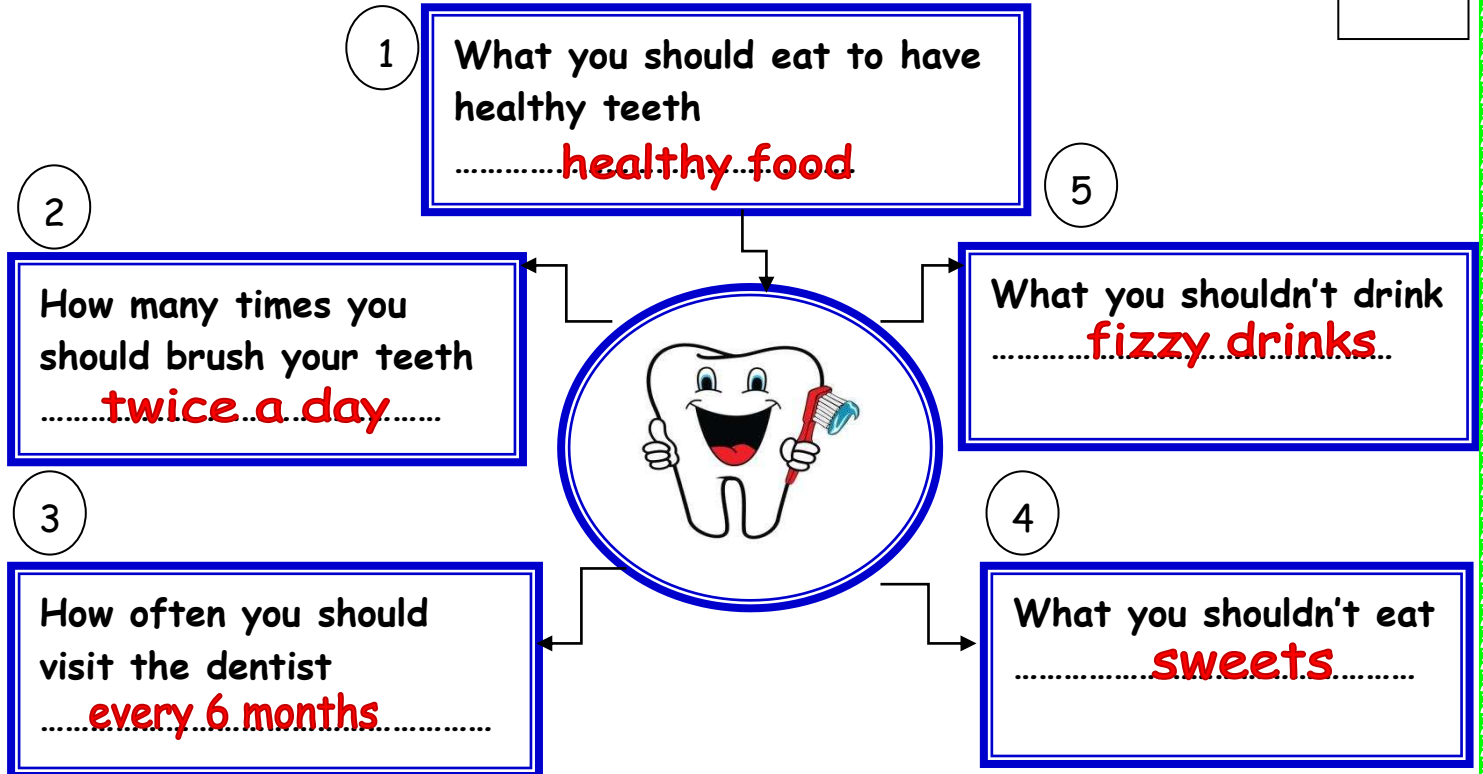 1
What you should eat to have
healthy teeth
....................healthy food....................
2
How many times you
should brush your teeth
..........twice a day..........
3
How often you should
visit the dentist
..........every 6 months..........
4
What you shouldn't eat
....................sweets....................
5
What you shouldn't drink
..........fizzy drinks..........